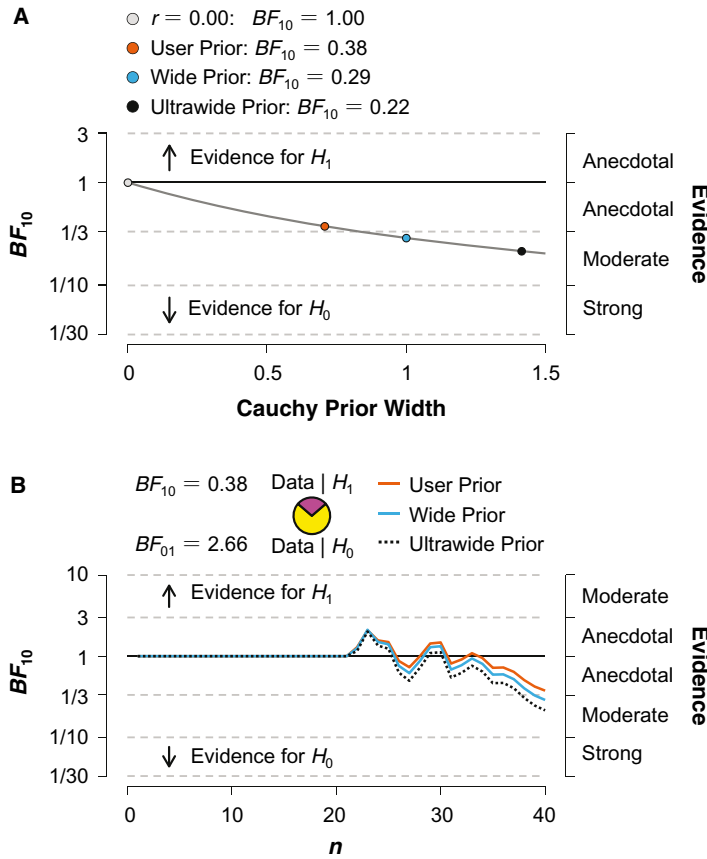 A
r = 0.00: BF₁₀ = 1.00
User Prior: BF₁₀ = 0.38
Wide Prior: BF₁₀ = 0.29
Ultrawide Prior: BF₁₀ = 0.22
3
1
1/3
1/10
1/30
BF₁₀
↑ Evidence for H₁
↓ Evidence for H₀
Anecdotal
Anecdotal
Moderate
Strong
Evidence
0
0.5
1
1.5
Cauchy Prior Width
B
BF₁₀ = 0.38
Data | H₁
BF₀₁ = 2.66
Data | H₀
User Prior
Wide Prior
Ultrawide Prior
10
3
1
1/3
1/10
1/30
BF₁₀
↑ Evidence for H₁
↓ Evidence for H₀
Moderate
Anecdotal
Anecdotal
Moderate
Strong
Evidence
0
10
20
30
40
n